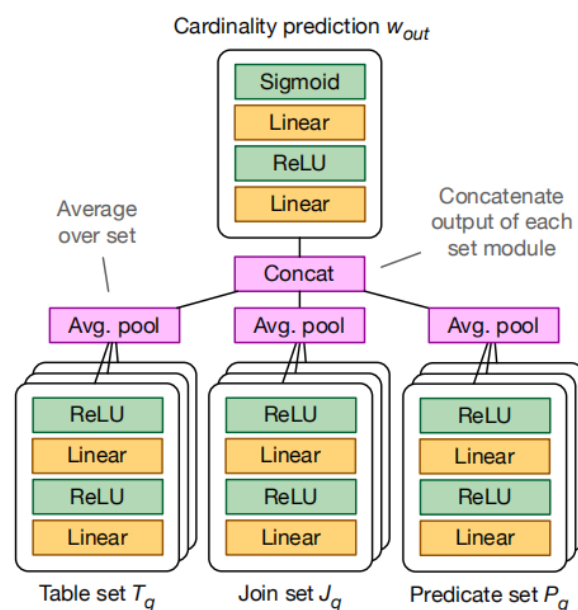 Cardinality prediction w_out
Sigmoid
Linear
ReLU
Linear
Average
over set
Concatenate
output of each
set module
Concat
Avg. pool
Avg. pool
Avg. pool
ReLU
Linear
ReLU
Linear
ReLU
Linear
ReLU
Linear
ReLU
Linear
ReLU
Linear
Table set T_q
Join set J_q
Predicate set P_q